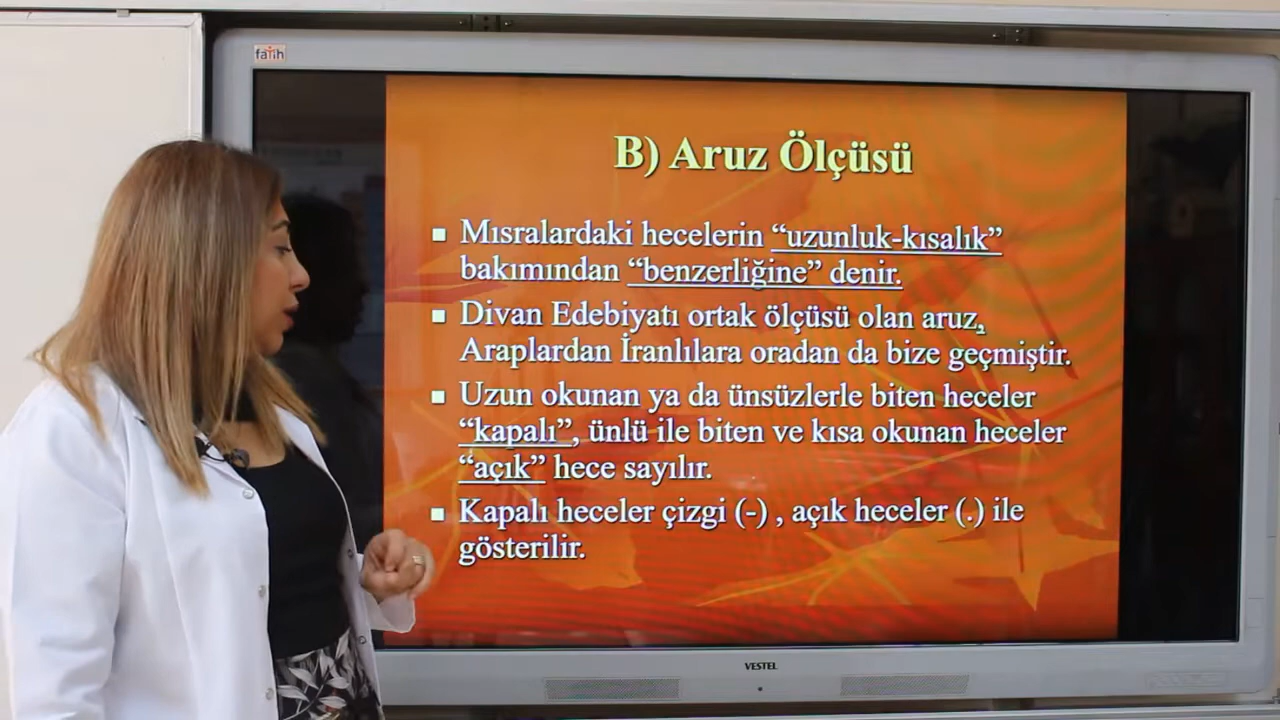 fatih
B) Aruz Ölçüsü
Mısralardaki hecelerin “uzunluk-kısalık”
bakımından “benzerliğine” denir.
Divan Edebiyatı ortak ölçüsü olan aruz,
Araplardan İranlılara oradan da bize geçmiştir.
Uzun okunan ya da ünsüzlerle biten heceler
“kapalı”, ünlü ile biten ve kısa okunan heceler
“açık” hece sayılır.
Kapalı heceler çizgi (-) , açık heceler (.) ile
gösterilir.
VESTEL